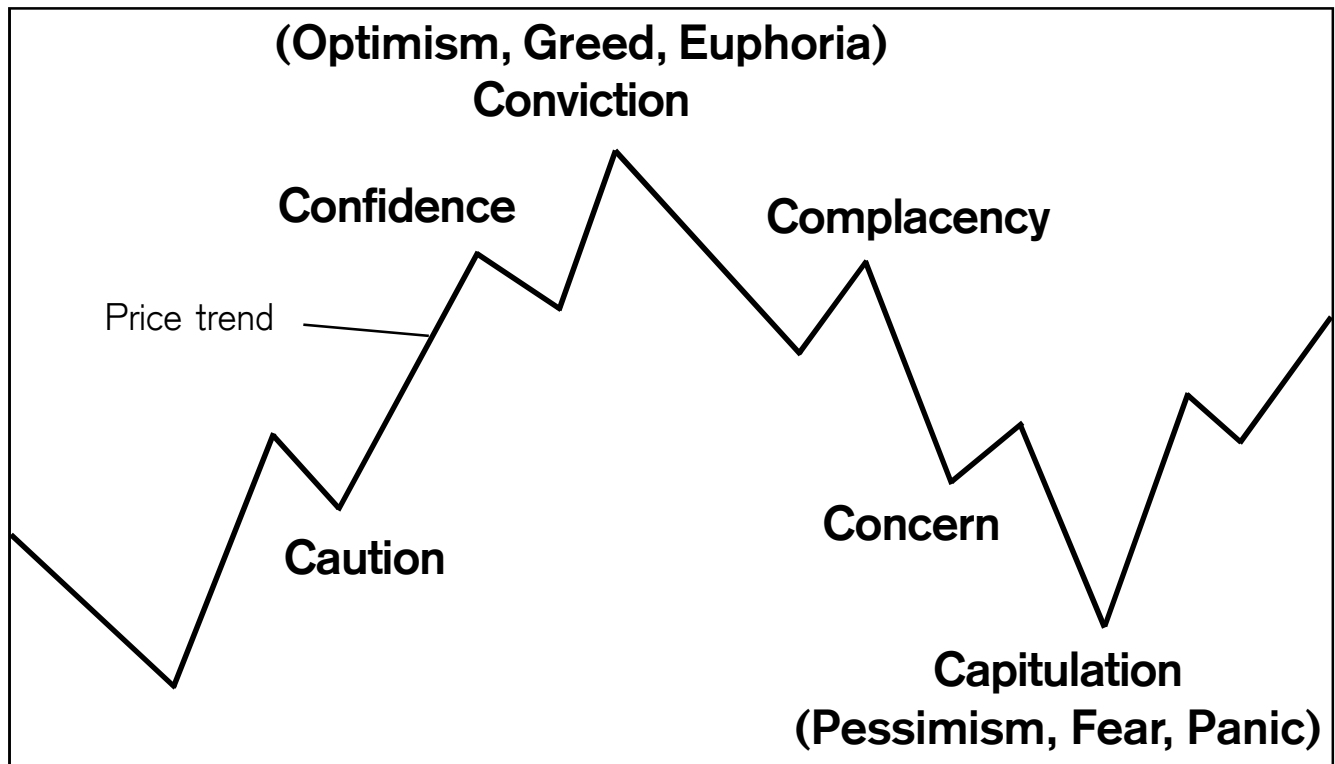 (Optimism, Greed, Euphoria)
Conviction
Confidence
Complacency
Price trend
Concern
Caution
Capitulation
(Pessimism, Fear, Panic)